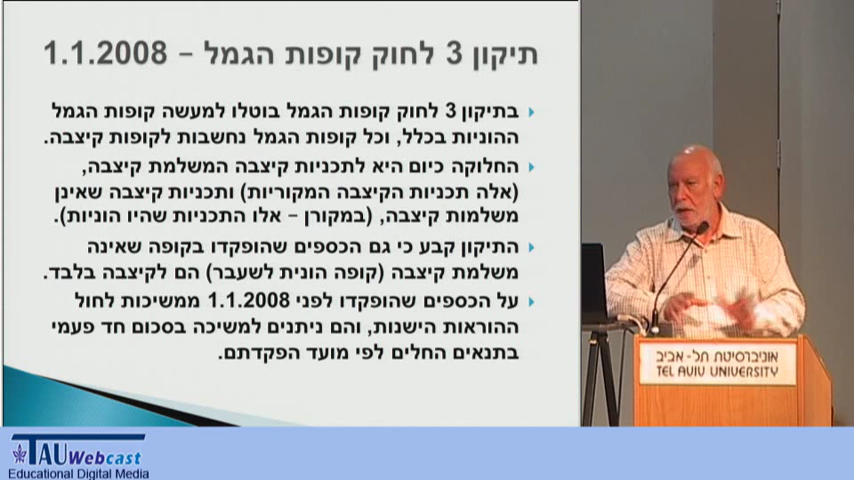 תיקון 3 לחוק קופות הגמל – 1.1.2008
בתיקון 3 לחוק קופות הגמל בוטלו למעשה קופות הגמל
ההוניות בכלל, וכל קופות הגמל נחשבות לקופות קיצבה.
החלוקה כיום היא לתכניות קיצבה המשלמת קיצבה,
(אלה תכניות הקיצבה המקוריות) ותכניות קיצבה שאינן
משלמות קיצבה, (במקורן – אלו התכניות שהיו הוניות).
התיקון קבע כי גם הכספים שהופקדו בקופה שאינה
משלמת קיצבה (קופה הונית לשעבר) הם לקיצבה בלבד.
על הכספים שהופקדו לפני 1.1.2008 ממשיכות לחול
ההוראות הישנות, והם ניתנים למשיכה בסכום חד פעמי
בתנאים החלים לפי מועד הפקדתם.
אוניברסיטת תל-אביב
TEL AVIV UNIVERSITY
TAU Webcast
Educational Digital Media